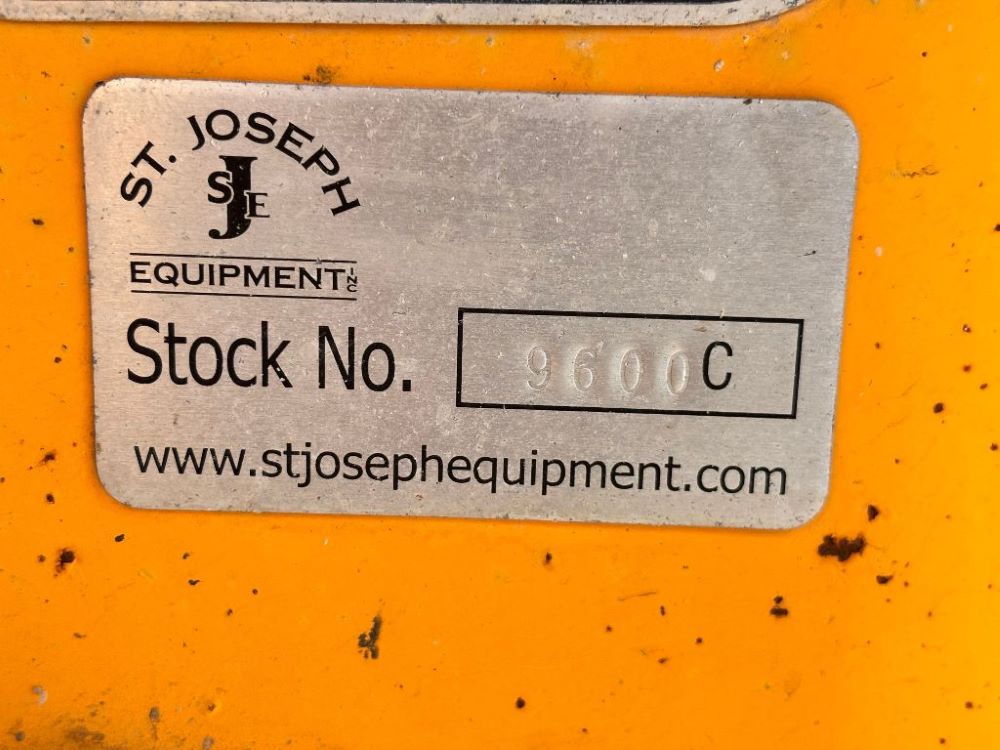 ST. JOSEPH
SJE
EQUIPMENT INC
Stock No. 9600C
www.stjosephequipment.com